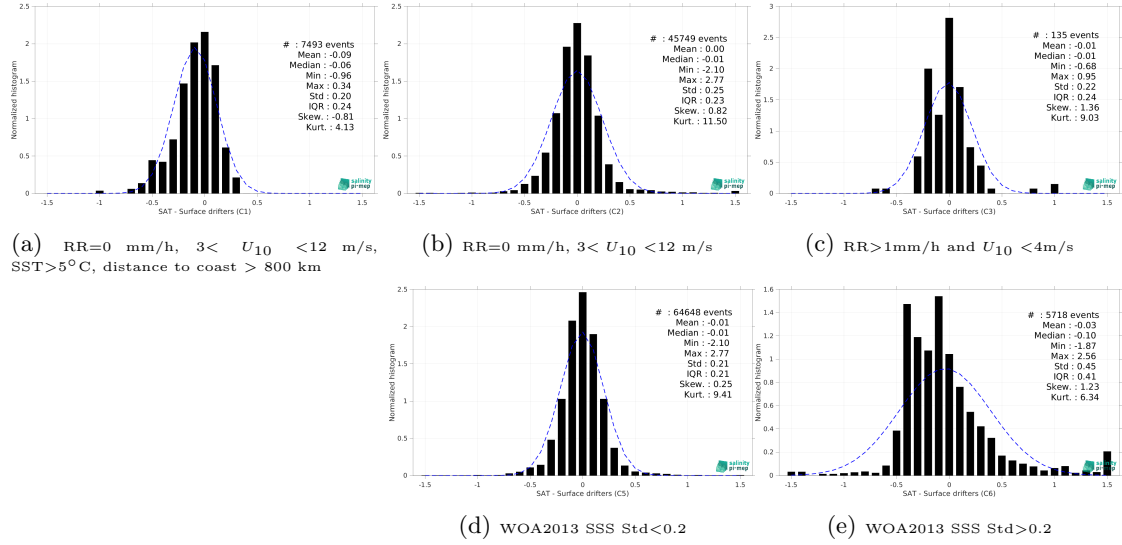 # : 7493 events
Mean : -0.09
Median : -0.06
Min : -0.96
Max : 0.34
Std : 0.20
IQR : 0.24
Skew. : -0.81
Kurt. : 4.13
Normalized histogram
2.5
2
1.5
1
0.5
0
-1.5
-1
-0.5
0
0.5
1
1.5
salinity
pi-mep
SAT - Surface drifters (C1)
(a) RR=0 mm/h, 3< U10 <12 m/s,
SST>5°C, distance to coast > 800 km
# : 45749 events
Mean : 0.00
Median : -0.01
Min : -2.10
Max : 2.77
Std : 0.25
IQR : 0.23
Skew. : 0.82
Kurt. : 11.50
Normalized histogram
2.5
2
1.5
1
0.5
0
-1.5
-1
-0.5
0
0.5
1
1.5
salinity
pi-mep
SAT - Surface drifters (C2)
(b) RR=0 mm/h, 3< U10 <12 m/s
# : 135 events
Mean : -0.01
Median : -0.01
Min : -0.68
Max : 0.95
Std : 0.22
IQR : 0.24
Skew. : 1.36
Kurt. : 9.03
Normalized histogram
3
2.5
2
1.5
1
0.5
0
-1.5
-1
-0.5
0
0.5
1
1.5
salinity
pi-mep
SAT - Surface drifters (C3)
(c) RR>1mm/h and U10 <4m/s
# : 64648 events
Mean : -0.01
Median : -0.01
Min : -2.10
Max : 2.77
Std : 0.21
IQR : 0.21
Skew. : 0.25
Kurt. : 9.41
Normalized histogram
2.5
2
1.5
1
0.5
0
-1.5
-1
-0.5
0
0.5
1
1.5
salinity
pi-mep
SAT - Surface drifters (C5)
(d) WOA2013 SSS Std<0.2
# : 5718 events
Mean : -0.03
Median : -0.10
Min : -1.87
Max : 2.56
Std : 0.45
IQR : 0.41
Skew. : 1.23
Kurt. : 6.34
Normalized histogram
1.6
1.4
1.2
1
0.8
0.6
0.4
0.2
0
-1.5
-1
-0.5
0
0.5
1
1.5
salinity
pi-mep
SAT - Surface drifters (C6)
(e) WOA2013 SSS Std>0.2